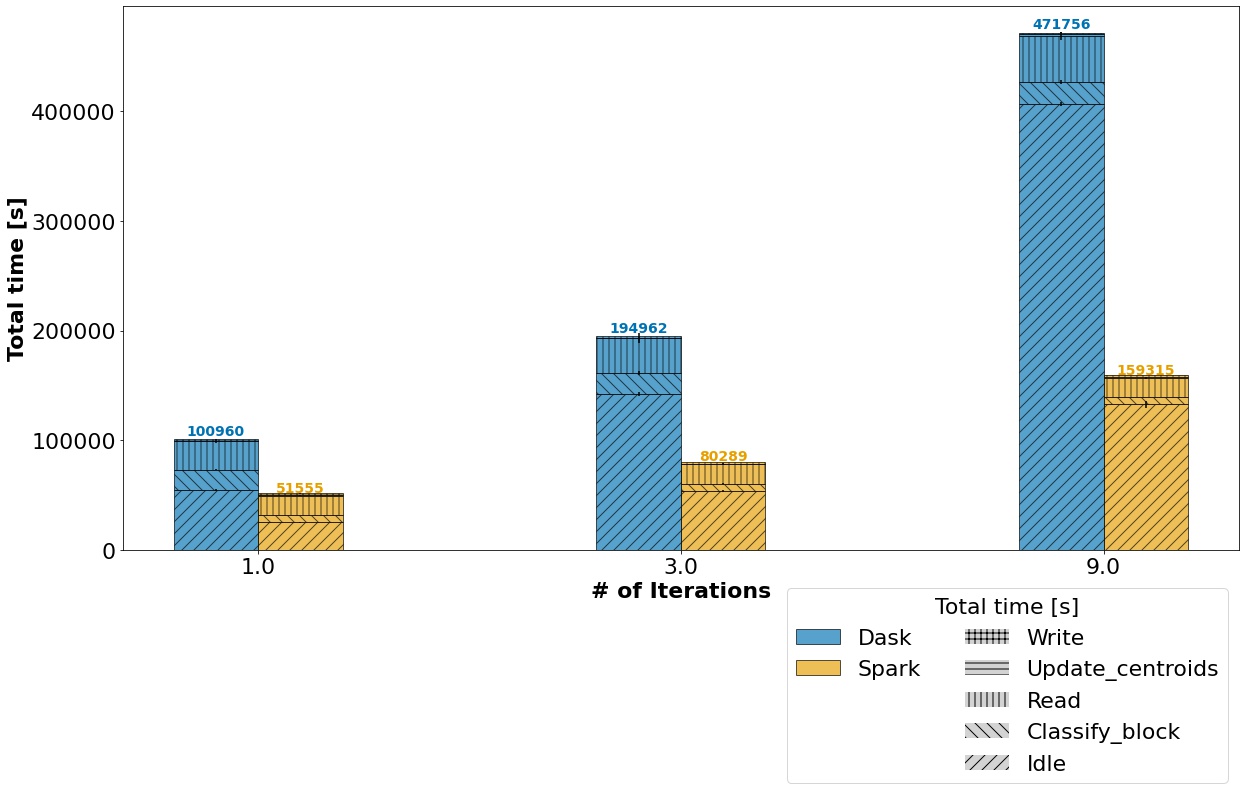 471756
400000
300000
200000
100000
0
Total time [s]
194962
159315
100960
80289
51555
1.0
3.0
9.0
# of Iterations
Total time [s]
Dask
Spark
Write
Update_centroids
Read
Classify_block
Idle